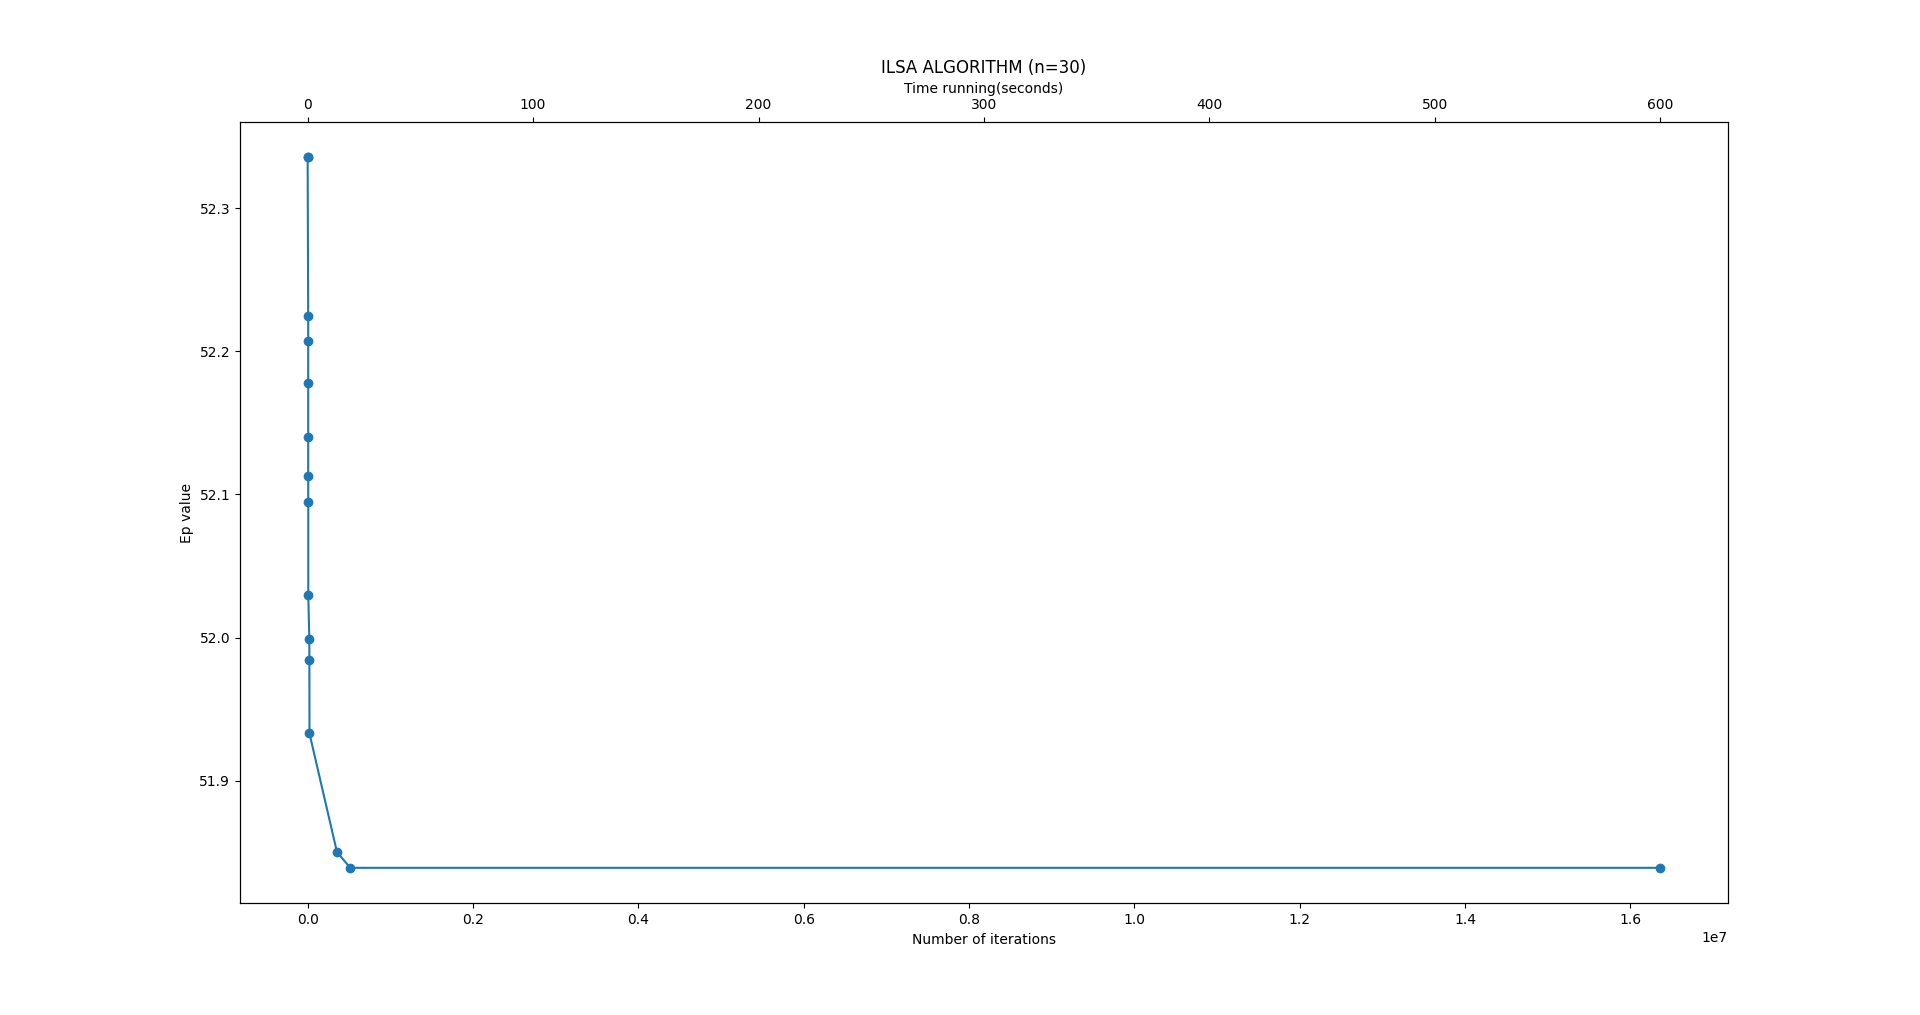 ILSA ALGORITHM (n=30)
Time running(seconds)
0 100 200 300 400 500 600
52.3
52.2
52.1
52.0
51.9
Ep value
0.0 0.2 0.4 0.6 0.8 1.0 1.2 1.4 1.6
Number of iterations
1e7